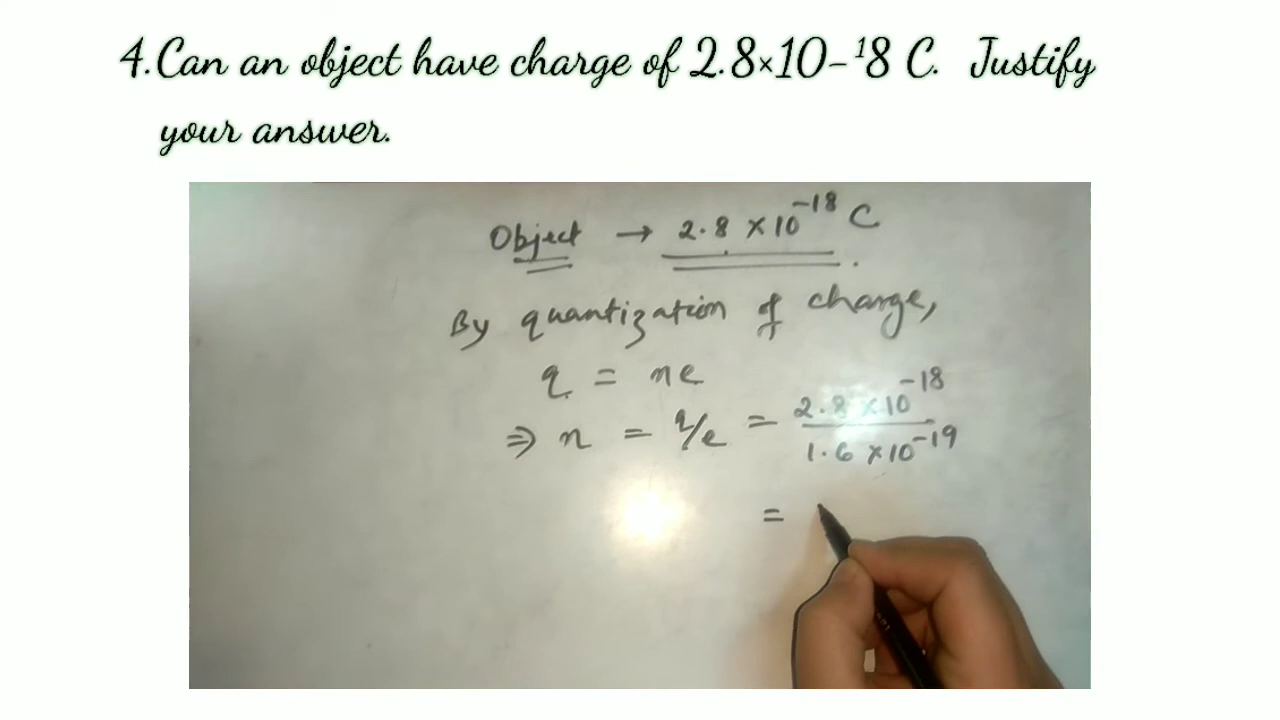 4.Can an object have charge of 2.8×10-¹8 C. Justify
your answer.
Object → 2.8 × 10⁻¹⁸ C
By quantization of charge,
q = ne
⇒ n = q/e = 2.8 × 10⁻¹⁸ / 1.6 × 10⁻¹⁹
=